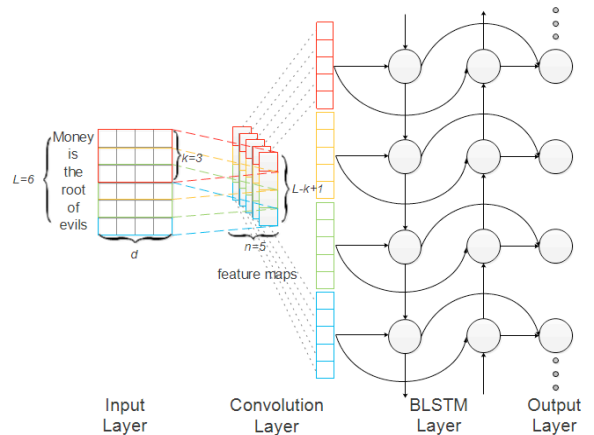 Money
is
the
root
of
evils
L=6
k=3
d
L-k+1
n=5
feature maps
Input
Layer
Convolution
Layer
BLSTM
Layer
Output
Layer